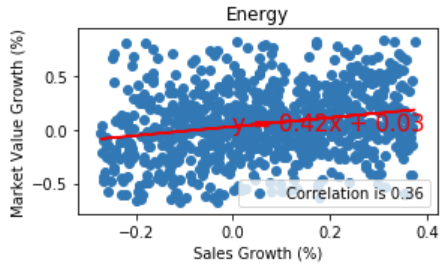 Energy
Market Value Growth (%)
0.5
0.0
−0.5
y = 0.42x + 0.03
Correlation is 0.36
−0.2
0.0
0.2
0.4
Sales Growth (%)